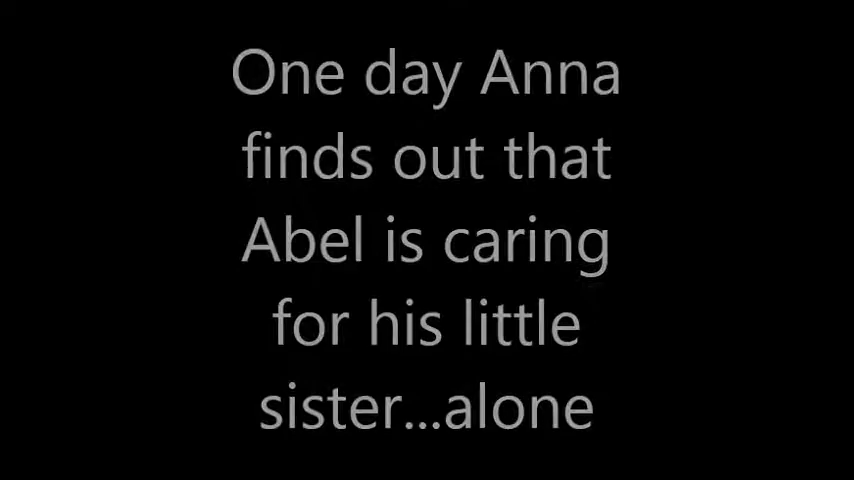 One day Anna
finds out that
Abel is caring
for his little
sister...alone